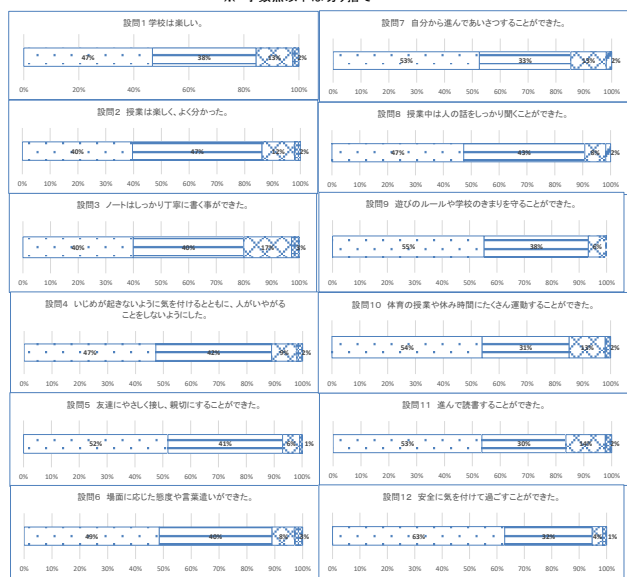 ※ 小数点以下は切り捨て
設問1 学校は楽しい。
47% 38% 13% 2%
0% 20% 40% 60% 80% 100%
設問2 授業は楽しく、よく分かった。
40% 47% 12% 2%
0% 10% 20% 30% 40% 50% 60% 70% 80% 90% 100%
設問3 ノートはしっかり丁寧に書く事ができた。
40% 40% 17%
0% 10% 20% 30% 40% 50% 60% 70% 80% 90% 100%
設問4 いじめが起きないように気を付けるとともに、人がいやがる
ことをしないようにした。
47% 42% 9% 2%
0% 10% 20% 30% 40% 50% 60% 70% 80% 90% 100%
設問5 友達にやさしく接し、親切にすることができた。
52% 41% 6% 1%
0% 10% 20% 30% 40% 50% 60% 70% 80% 90% 100%
設問6 場面に応じた態度や言葉遣いができた。
49% 40% 8%
0% 10% 20% 30% 40% 50% 60% 70% 80% 90% 100%
設問7 自分から進んであいさつすることができた。
53% 33% 13% 2%
0% 10% 20% 30% 40% 50% 60% 70% 80% 90% 100%
設問8 授業中は人の話をしっかり聞くことができた。
47% 43% 8% 2%
0% 10% 20% 30% 40% 50% 60% 70% 80% 90% 100%
設問9 遊びのルールや学校のきまりを守ることができた。
55% 38% 6%
0% 10% 20% 30% 40% 50% 60% 70% 80% 90% 100%
設問10 体育の授業や休み時間にたくさん運動することができた。
54% 31% 13% 2%
0% 10% 20% 30% 40% 50% 60% 70% 80% 90% 100%
設問11 進んで読書することができた。
53% 30% 14% 2%
0% 10% 20% 30% 40% 50% 60% 70% 80% 90% 100%
設問12 安全に気を付けて過ごすことができた。
63% 32% 4% 1%
0% 10% 20% 30% 40% 50% 60% 70% 80% 90% 100%